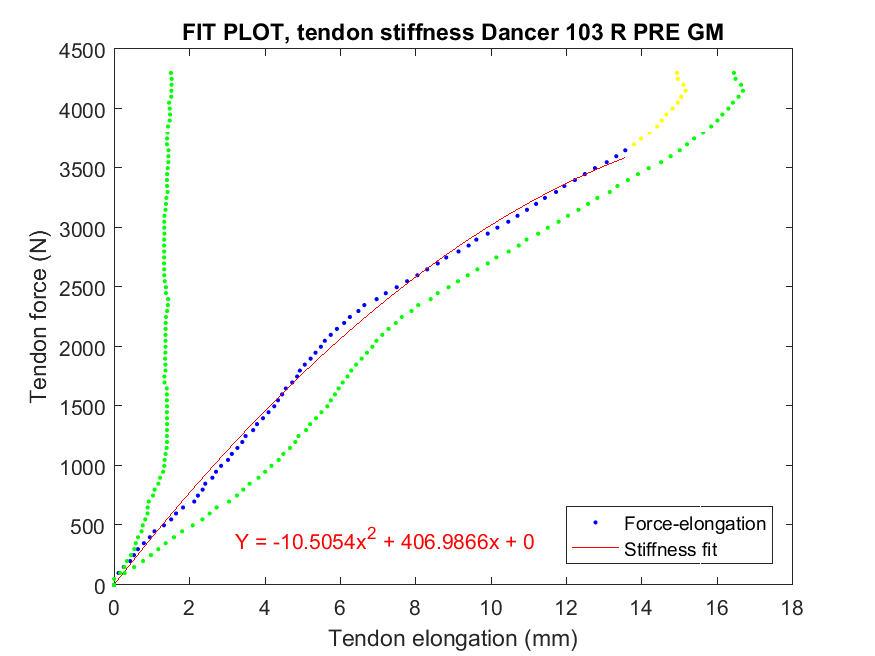 FIT PLOT, tendon stiffness Dancer 103 R PRE GM
4500
4000
3500
3000
2500
2000
1500
1000
500
0
Tendon force (N)
Y = -10.5054x² + 406.9866x + 0
Force-elongation
Stiffness fit
0 2 4 6 8 10 12 14 16 18
Tendon elongation (mm)